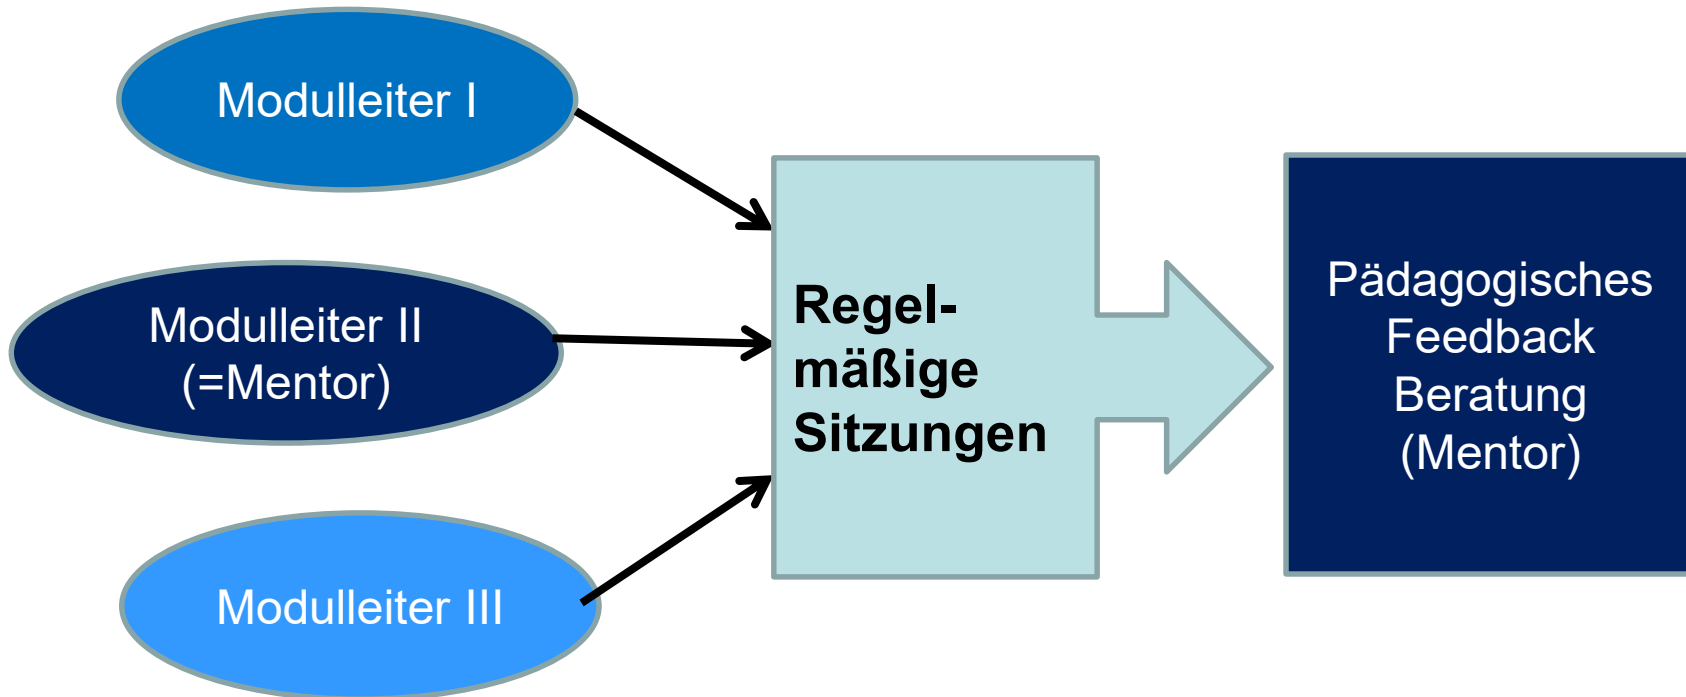 Modulleiter I
Modulleiter II
(=Mentor)
Modulleiter III
Regel-
mäßige
Sitzungen
Pädagogisches
Feedback
Beratung
(Mentor)